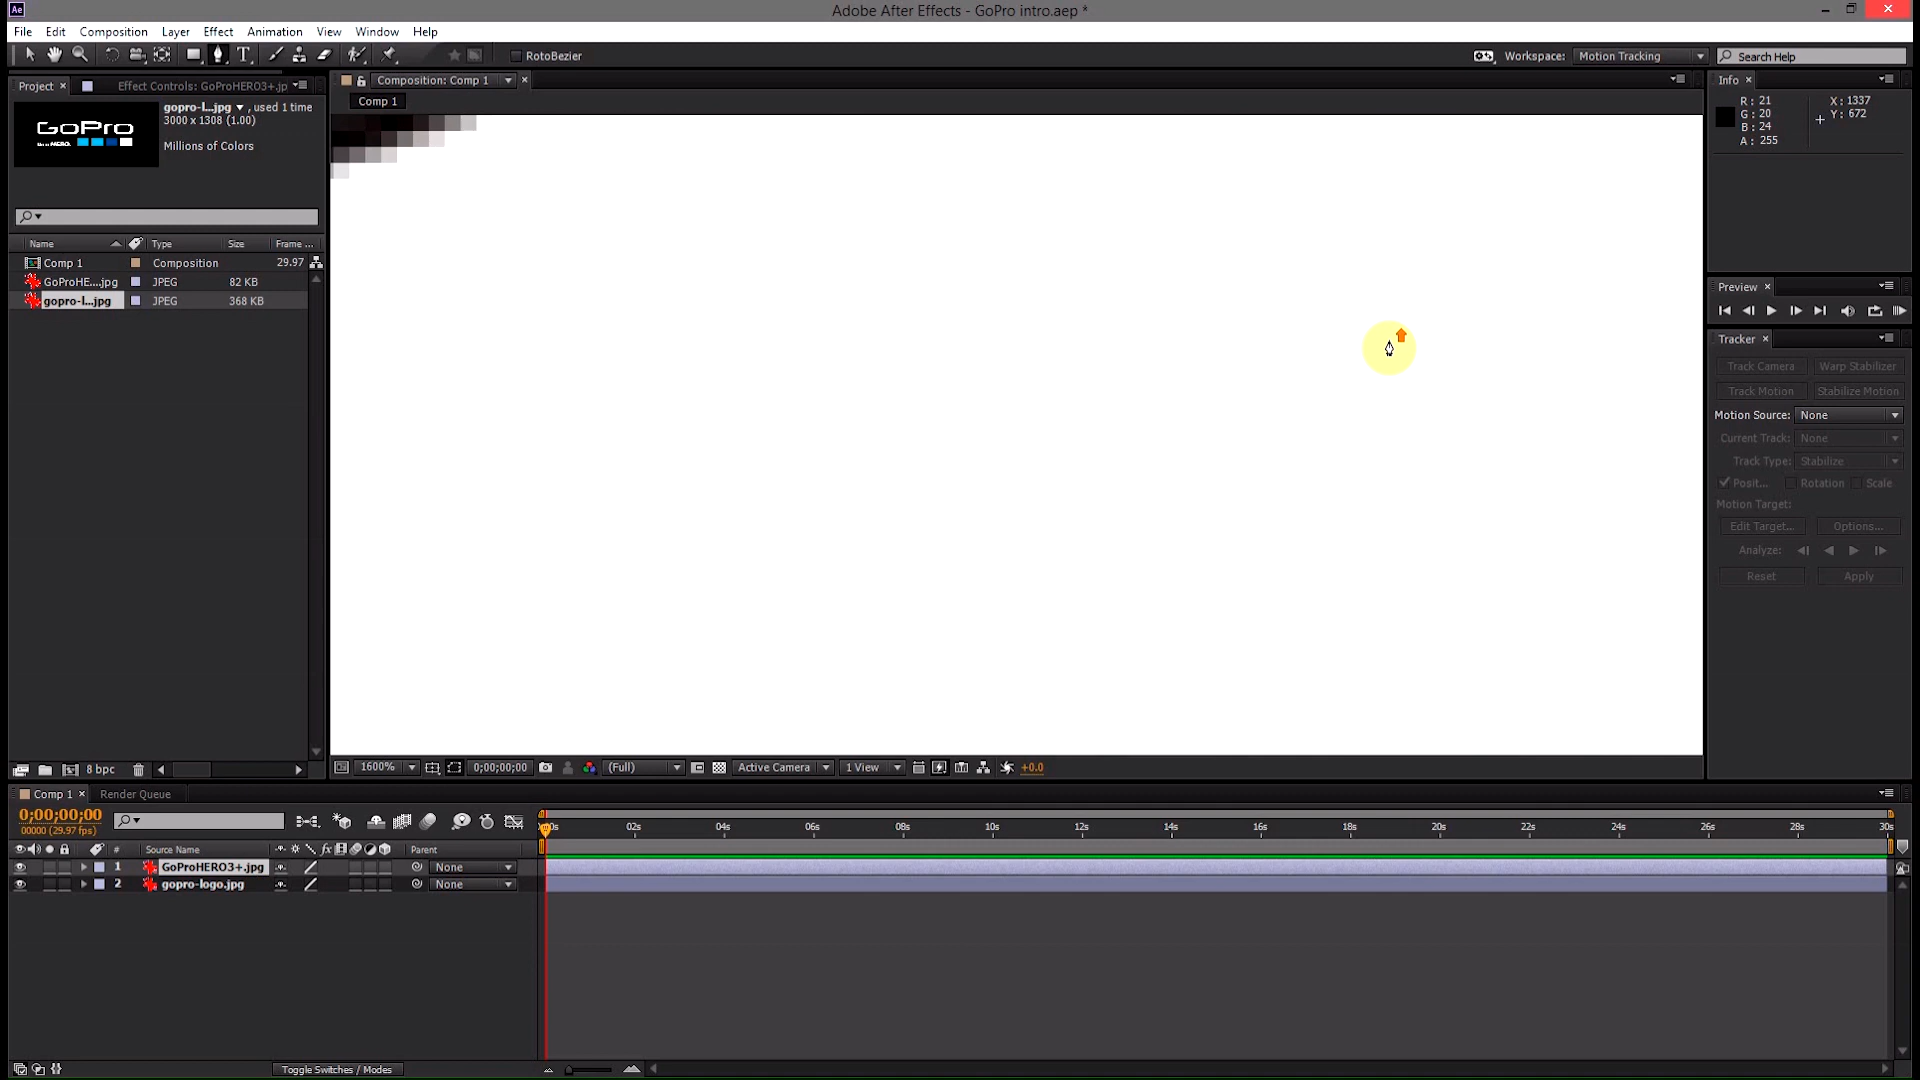 Ae
Adobe After Effects - GoPro intro.aep *
File Edit Composition Layer Effect Animation View Window Help
RotoBezier
Workspace: Motion Tracking
Search Help
Project
Effect Controls: GoProHERO3+.jp
Composition: Comp 1
Info
Comp 1
GoPro
gopro-l...jpg , used 1 time
3000 x 1308 (1.00)
Millions of Colors
R: 21
G: 20
B: 24
A: 255
X: 1337
Y: 672
Name Type Size Frame ...
Comp 1 Composition 29.97
GoProHE....jpg JPEG 82 KB
gopro-l...jpg JPEG 368 KB
Preview
Tracker
Track Camera Warp Stabilizer
Track Motion Stabilize Motion
Motion Source: None
Current Track: None
Track Type: Stabilize
Posit... Rotation Scale
Motion Target:
Edit Target... Options...
Analyze:
Reset Apply
8 bpc
1600% 0;00;00;00 (Full) Active Camera 1 View +0.0
Comp 1 Render Queue
0;00;00;00
00000 (29.97 fps)
02s 04s 06s 08s 10s 12s 14s 16s 18s 20s 22s 24s 26s 28s 30s
# Source Name fx Parent
1 GoProHERO3+.jpg None
2 gopro-logo.jpg None
Toggle Switches / Modes